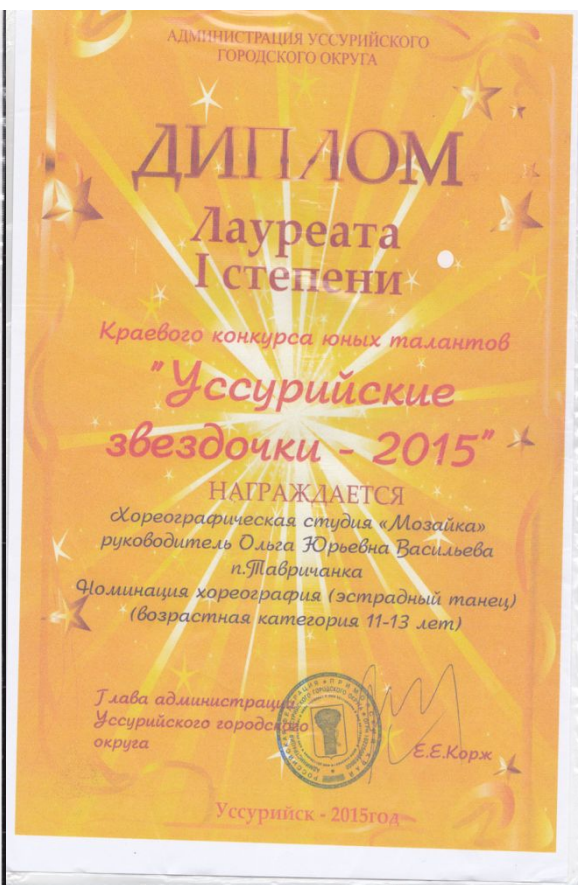 АДМИНИСТРАЦИЯ УССУРИЙСКОГО
ГОРОДСКОГО ОКРУГА
ДИПЛОМ
Лауреата
I степени
Краевого конкурса юных талантов
"Уссурийские
звездочки - 2015"
НАГРАЖДАЕТСЯ
Хореографическая студия «Мозайка»
руководитель Ольга Юрьевна Васильева
п.Тавричанка
Номинация хореография (эстрадный танец)
(возрастная категория 11-13 лет)
Глава администрации
Уссурийского городского
округа
Е.Е.Корж
Уссурийск - 2015год